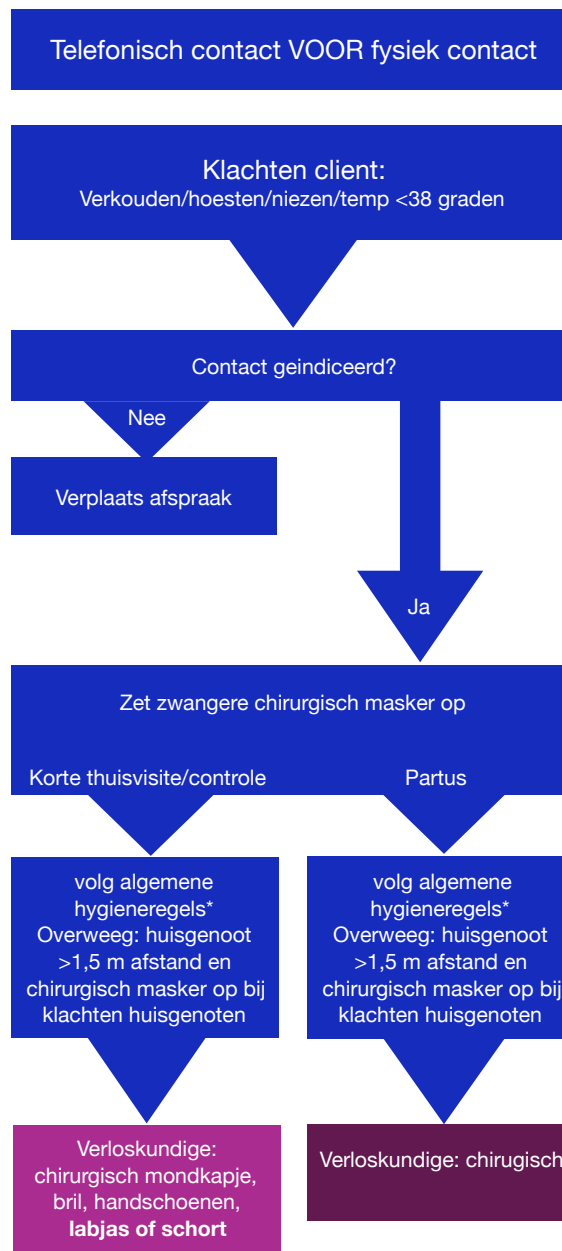 Telefonisch contact VOOR fysiek contact
Klachten client:
Verkouden/hoesten/niezen/temp <38 graden
Contact geindiceerd?
Nee
Verplaats afspraak
Ja
Zet zwangere chirurgisch masker op
Korte thuisvisite/controle
Partus
volg algemene
hygieneregels*
Overweeg: huisgenoot
>1,5 m afstand en
chirurgisch masker op bij
klachten huisgenoten
volg algemene
hygieneregels*
Overweeg: huisgenoot
>1,5 m afstand en
chirurgisch masker op bij
klachten huisgenoten
Verloskundige:
chirurgisch mondkapje,
bril, handschoenen,
labjas of schort
Verloskundige: chirugisch